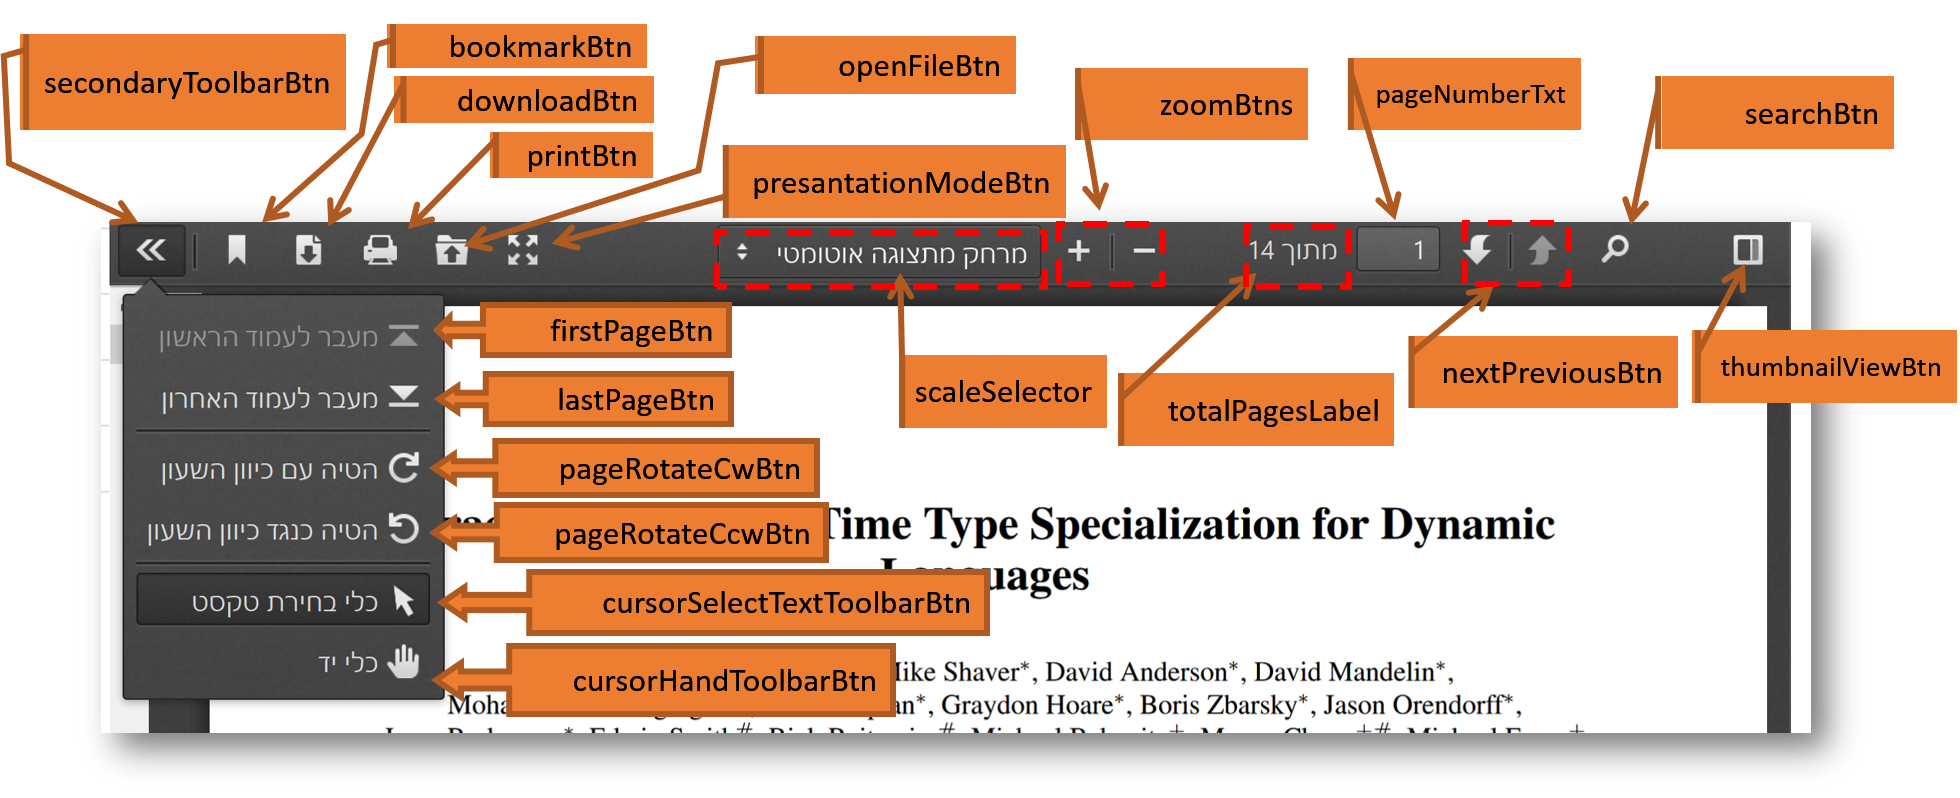 bookmarkBtn
secondaryToolbarBtn
downloadBtn
printBtn
openFileBtn
presantationModeBtn
zoomBtns
pageNumberTxt
searchBtn
מרחק מתצוגה אוטומטי
מתוך 14
1
מעבר לעמוד הראשון
firstPageBtn
מעבר לעמוד האחרון
lastPageBtn
scaleSelector
totalPagesLabel
nextPreviousBtn
thumbnailViewBtn
הטיה עם כיוון השעון
pageRotateCwBtn
הטיה כנגד כיוון השעון
pageRotateCcwBtn
Time Type Specialization for Dynamic
Languages
כלי בחירת טקסט
cursorSelectTextToolbarBtn
כלי יד
cursorHandToolbarBtn
Mike Shaver*, David Anderson*, David Mandelin*,
Graydon Hoare*, Boris Zbarsky*, Jason Orendorff*,